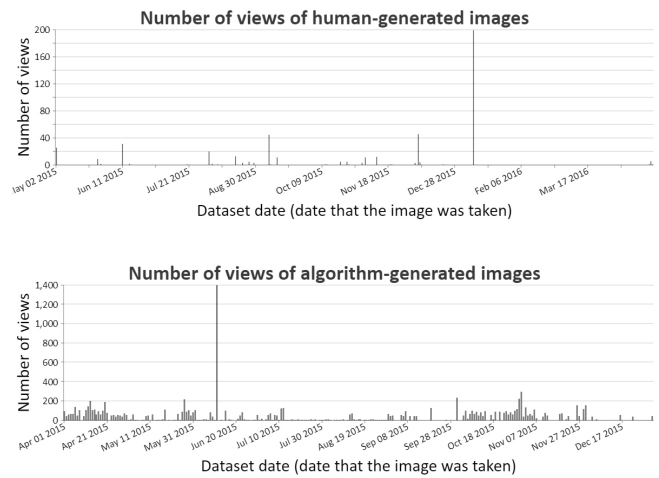 Number of views of human-generated images
Number of views
200
160
120
80
40
0
lay 02 2015
Jun 11 2015
Jul 21 2015
Aug 30 2015
Oct 09 2015
Nov 18 2015
Dec 28 2015
Feb 06 2016
Mar 17 2016
Dataset date (date that the image was taken)
Number of views of algorithm-generated images
Number of views
1,400
1,200
1,000
800
600
400
200
0
Apr 01 2015
Apr 21 2015
May 11 2015
May 31 2015
Jun 20 2015
Jul 10 2015
Jul 30 2015
Aug 19 2015
Sep 08 2015
Sep 28 2015
Oct 18 2015
Nov 07 2015
Nov 27 2015
Dec 17 2015
Dataset date (date that the image was taken)